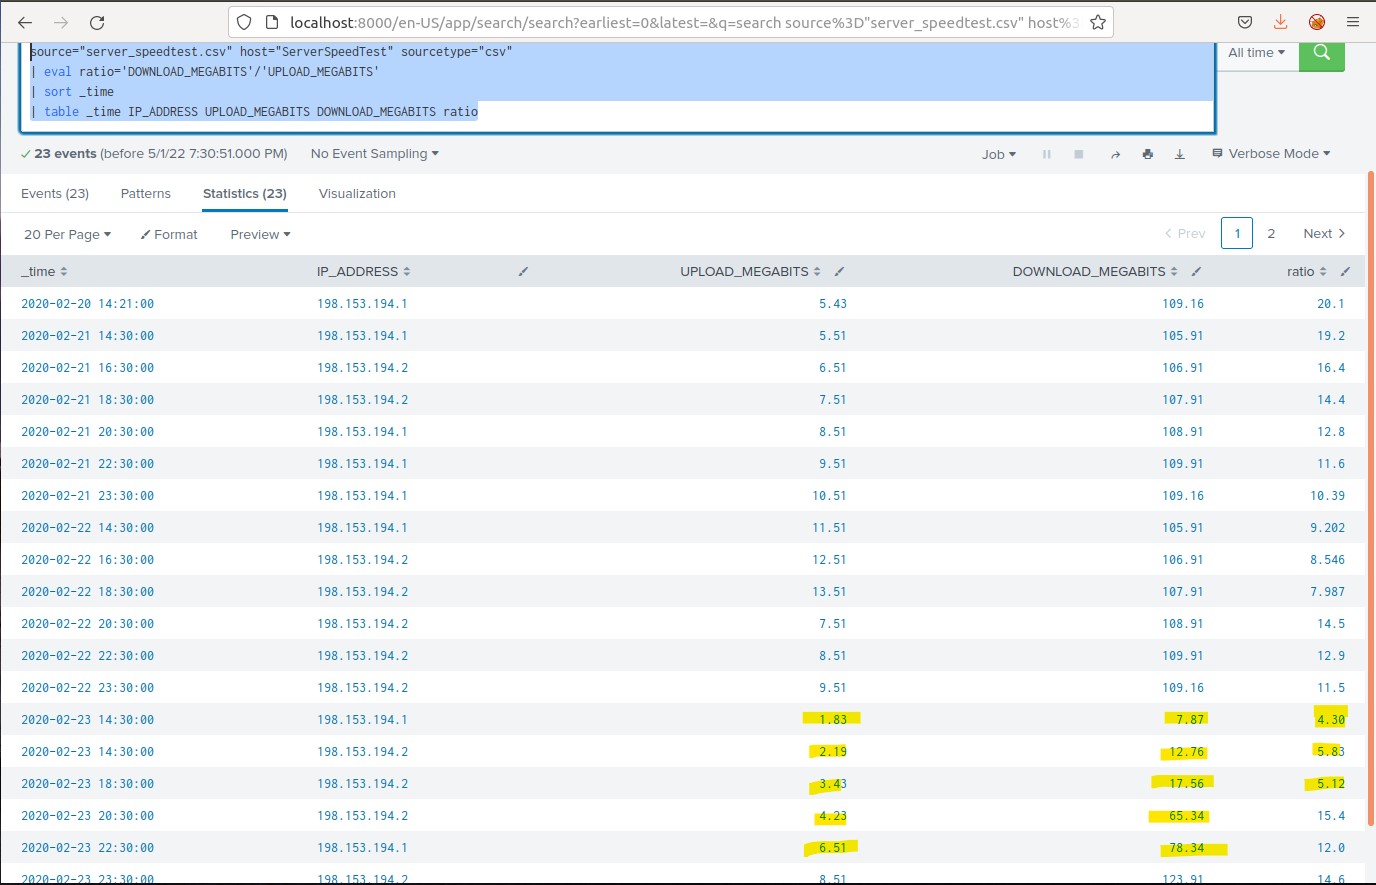 localhost:8000/en-US/app/search/search?earliest=0&latest=&q=search source%3D"server_speedtest.csv" host%3
source="server_speedtest.csv" host="ServerSpeedTest" sourcetype="csv"
| eval ratio='DOWNLOAD_MEGABITS'/'UPLOAD_MEGABITS'
| sort _time
| table _time IP_ADDRESS UPLOAD_MEGABITS DOWNLOAD_MEGABITS ratio
All time
23 events (before 5/1/22 7:30:51.000 PM) No Event Sampling Job Verbose Mode
Events (23) Patterns Statistics (23) Visualization
20 Per Page Format Preview Prev 1 2 Next
_time IP_ADDRESS UPLOAD_MEGABITS DOWNLOAD_MEGABITS ratio
2020-02-20 14:21:00 198.153.194.1 5.43 109.16 20.1
2020-02-21 14:30:00 198.153.194.1 5.51 105.91 19.2
2020-02-21 16:30:00 198.153.194.2 6.51 106.91 16.4
2020-02-21 18:30:00 198.153.194.2 7.51 107.91 14.4
2020-02-21 20:30:00 198.153.194.1 8.51 108.91 12.8
2020-02-21 22:30:00 198.153.194.1 9.51 109.91 11.6
2020-02-21 23:30:00 198.153.194.1 10.51 109.16 10.39
2020-02-22 14:30:00 198.153.194.1 11.51 105.91 9.202
2020-02-22 16:30:00 198.153.194.2 12.51 106.91 8.546
2020-02-22 18:30:00 198.153.194.2 13.51 107.91 7.987
2020-02-22 20:30:00 198.153.194.2 7.51 108.91 14.5
2020-02-22 22:30:00 198.153.194.2 8.51 109.91 12.9
2020-02-22 23:30:00 198.153.194.2 9.51 109.16 11.5
2020-02-23 14:30:00 198.153.194.1 1.83 7.87 4.30
2020-02-23 14:30:00 198.153.194.2 2.19 12.76 5.83
2020-02-23 18:30:00 198.153.194.2 3.43 17.56 5.12
2020-02-23 20:30:00 198.153.194.2 4.23 65.34 15.4
2020-02-23 22:30:00 198.153.194.1 6.51 78.34 12.0
2020-02-23 23:30:00 198.153.194.2 8.51 123.91 14.6